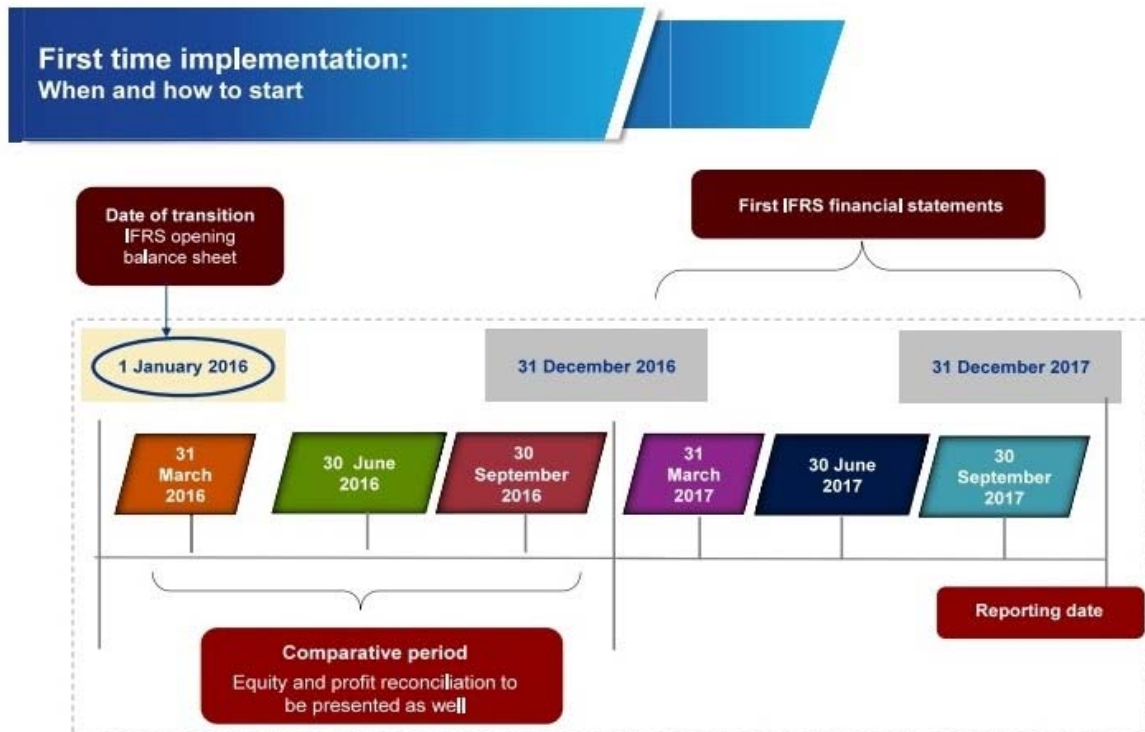 First time implementation:
When and how to start
Date of transition
IFRS opening
balance sheet
First IFRS financial statements
1 January 2016
31 December 2016
31 December 2017
31
March
2016
30 June
2016
30
September
2016
31
March
2017
30 June
2017
30
September
2017
Reporting date
Comparative period
Equity and profit reconciliation to
be presented as well